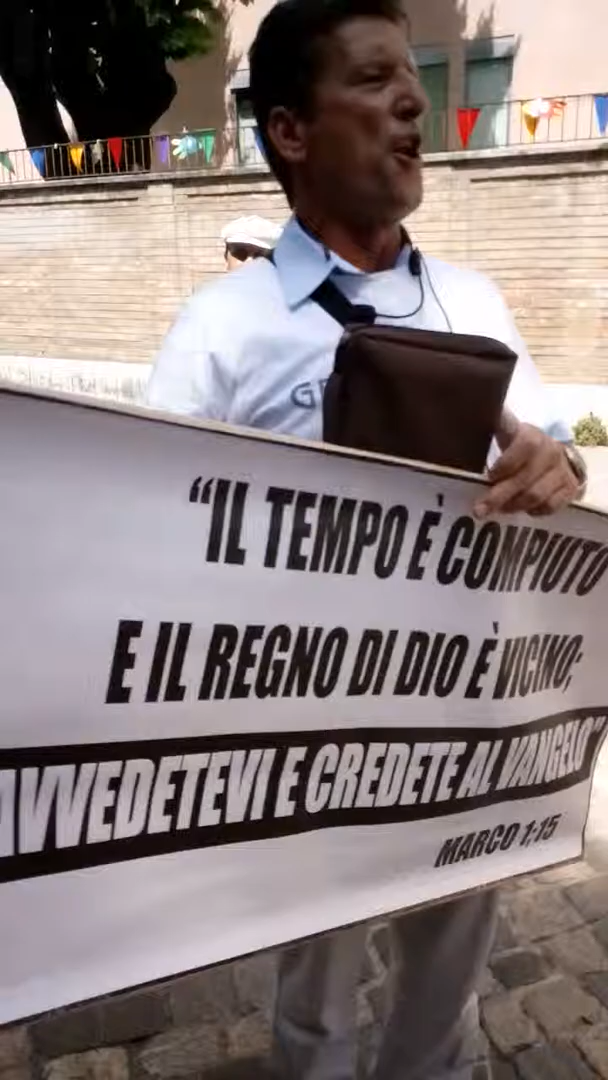 "IL TEMPO È COMPIUTO
E IL REGNO DI DIO È VICINO;
AVVEDETEVI E CREDETE AL VANGELO"
MARCO 1;15